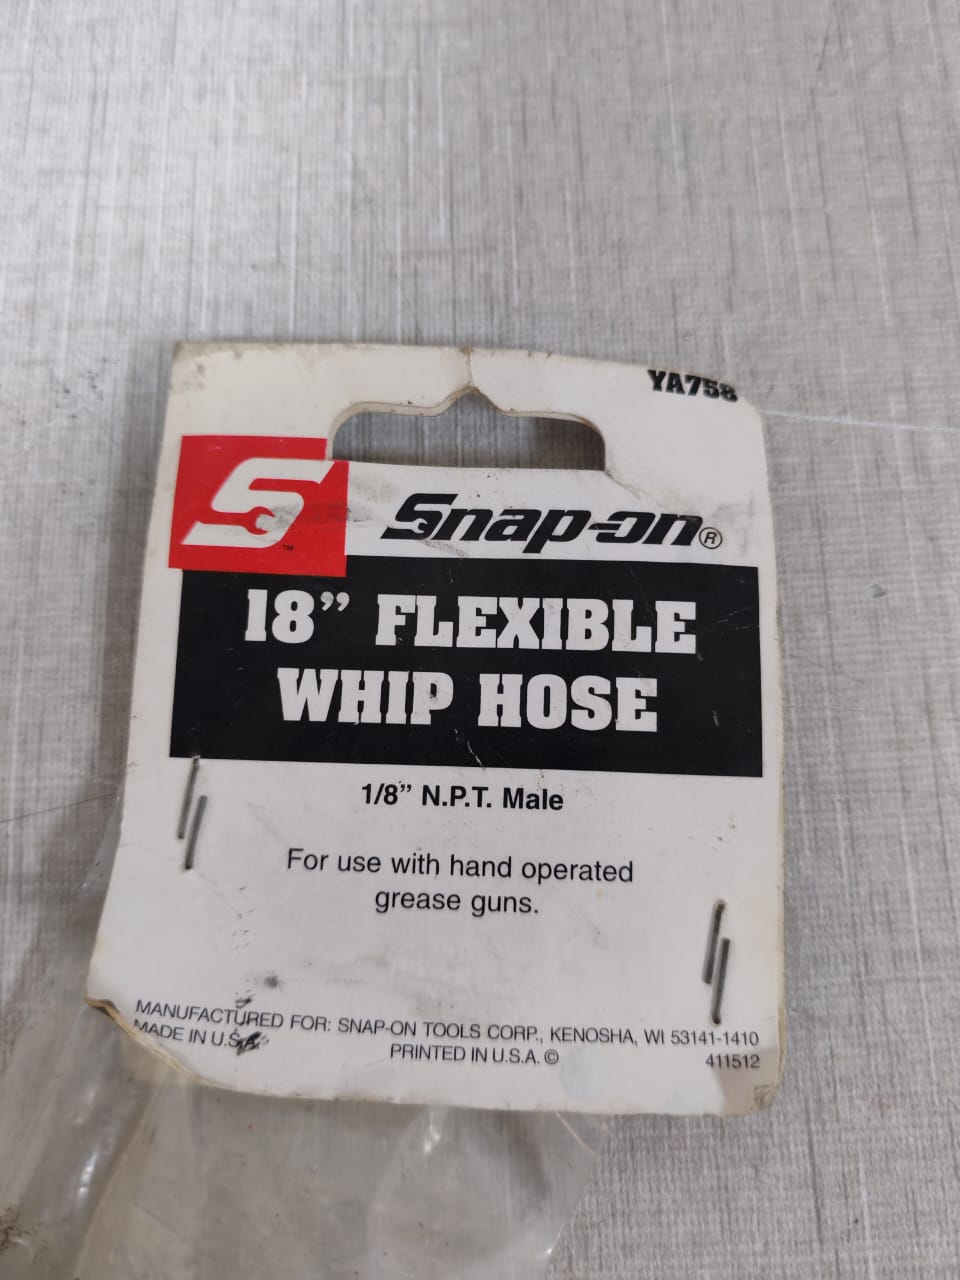 YA758
S™
Snap-on®
18” FLEXIBLE
WHIP HOSE
1/8” N.P.T. Male
For use with hand operated
grease guns.
MANUFACTURED FOR: SNAP-ON TOOLS CORP., KENOSHA, WI 53141-1410
MADE IN U.S.A.
PRINTED IN U.S.A. ©
411512